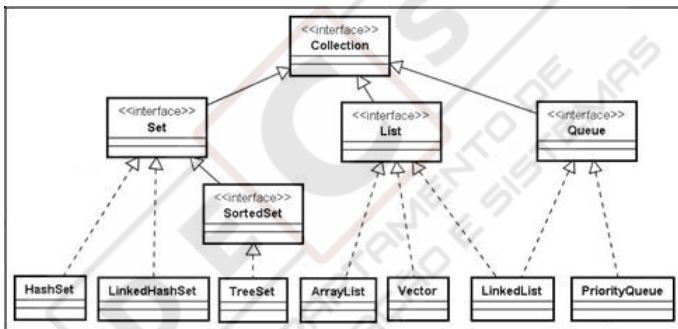 <<interface>>
Collection
<<interface>>
Set
<<interface>>
List
<<interface>>
Queue
<<interface>>
SortedSet
HashSet
LinkedHashSet
TreeSet
ArrayList
Vector
LinkedList
PriorityQueue